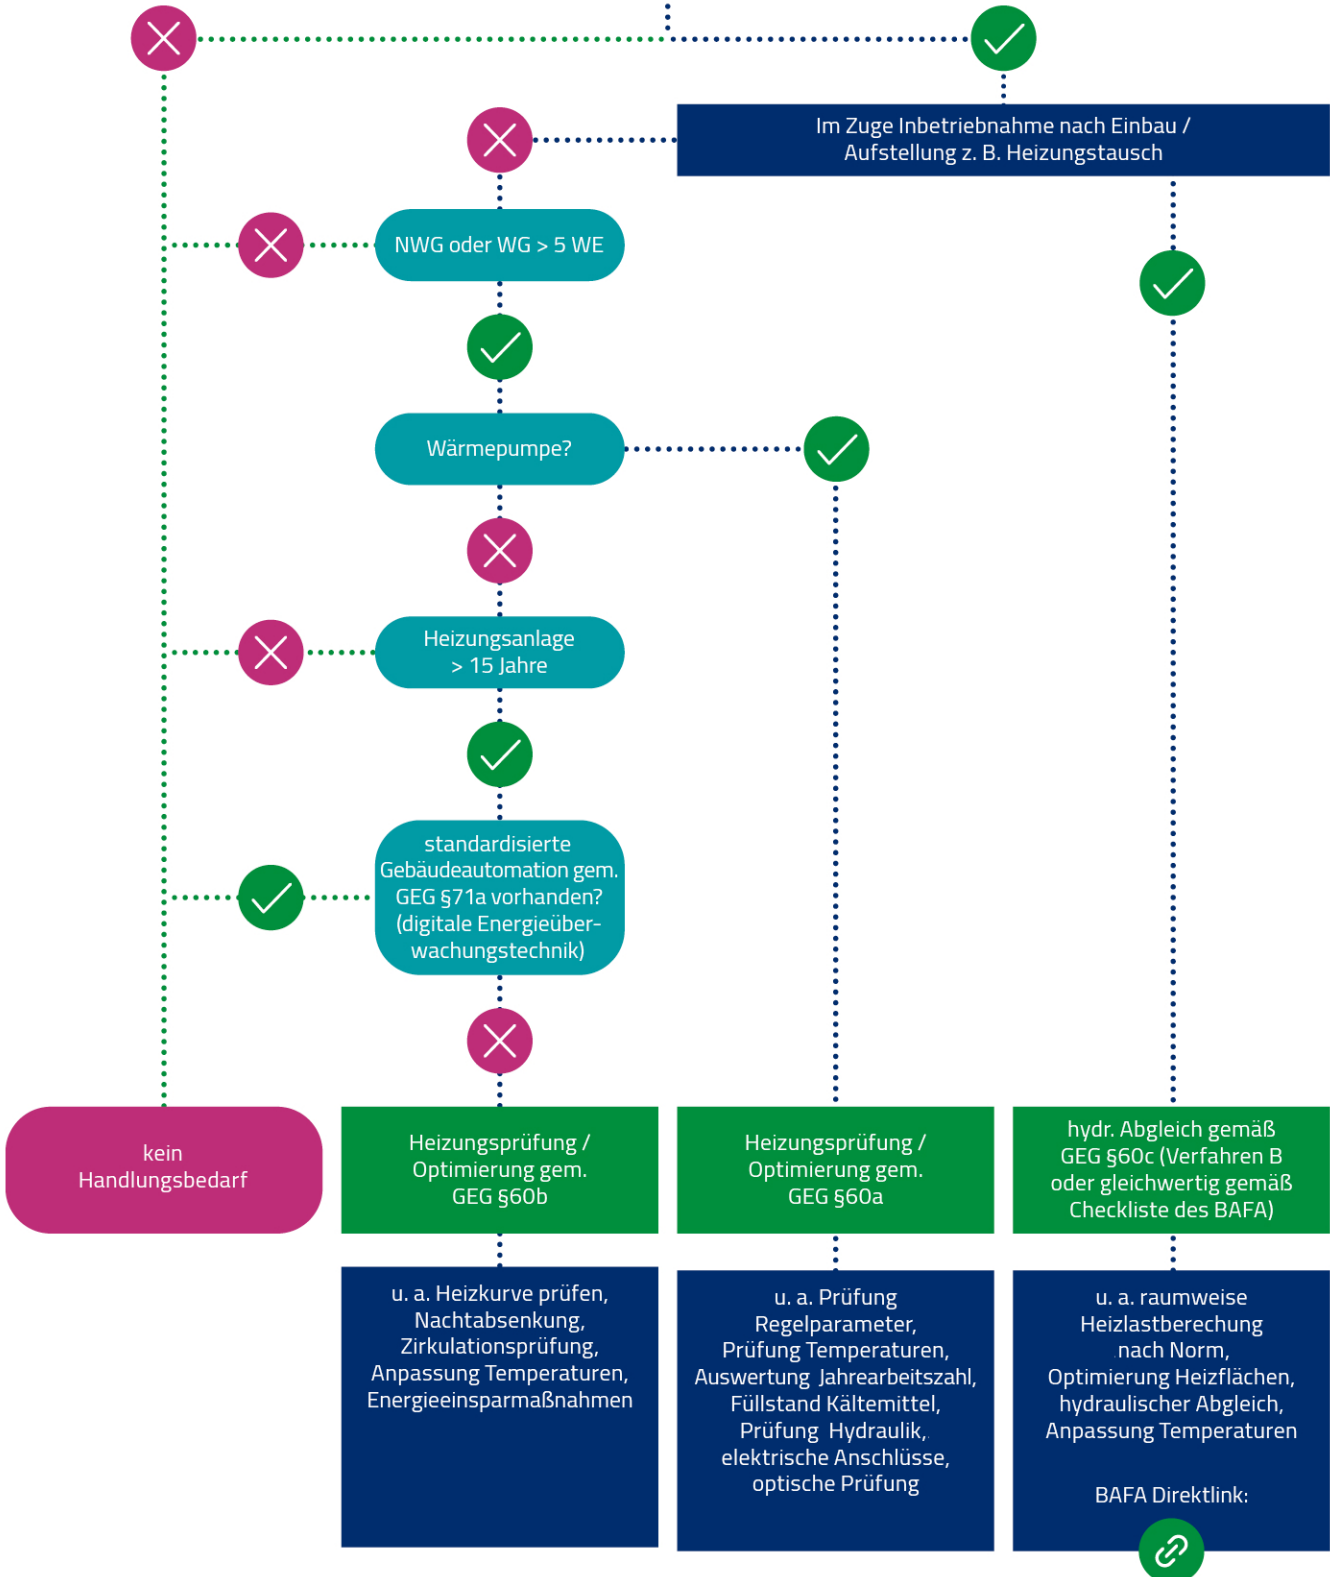 Im Zuge Inbetriebnahme nach Einbau /
Aufstellung z. B. Heizungstausch
NWG oder WG > 5 WE
Wärmepumpe?
Heizungsanlage
> 15 Jahre
standardisierte
Gebäudeautomation gem.
GEG §71a vorhanden?
(digitale Energieüber-
wachungstechnik)
kein
Handlungsbedarf
Heizungsprüfung /
Optimierung gem.
GEG §60b
Heizungsprüfung /
Optimierung gem.
GEG §60a
hydr. Abgleich gemäß
GEG §60c (Verfahren B
oder gleichwertig gemäß
Checkliste des BAFA)
u. a. Heizkurve prüfen,
Nachtabsenkung,
Zirkulationsprüfung,
Anpassung Temperaturen,
Energieeinsparmaßnahmen
u. a. Prüfung
Regelparameter,
Prüfung Temperaturen,
Auswertung Jahrearbeitszahl,
Füllstand Kältemittel,
Prüfung Hydraulik,
elektrische Anschlüsse,
optische Prüfung
u. a. raumweise
Heizlastberechung
nach Norm,
Optimierung Heizflächen,
hydraulischer Abgleich,
Anpassung Temperaturen
BAFA Direktlink: